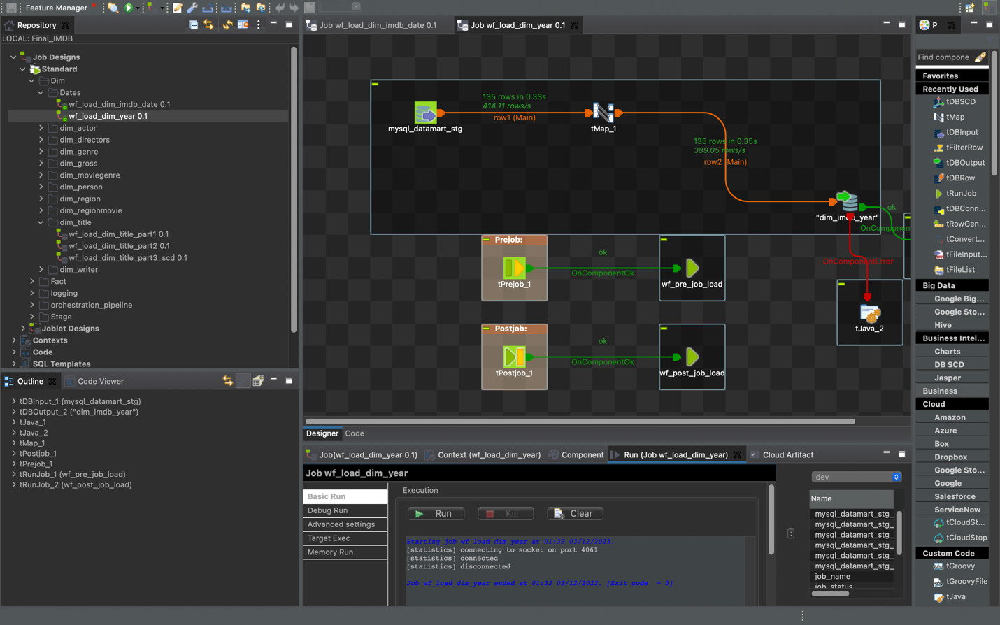 Feature Manager
Repository
LOCAL: Final_IMDB
Job Designs
Standard
Dim
Dates
wf_load_dim_imdb_date 0.1
wf_load_dim_year 0.1
dim_actor
dim_directors
dim_genre
dim_gross
dim_moviegenre
dim_person
dim_region
dim_regionmovie
dim_title
wf_load_dim_title_part1 0.1
wf_load_dim_title_part2 0.1
wf_load_dim_title_part3_scd 0.1
dim_writer
Fact
logging
orchestration_pipeline
Stage
Joblet Designs
Contexts
Code
SQL Templates
Outline
Code Viewer
tDBInput_1 (mysql_datamart_stg)
tDBOutput_2 ("dim_imdb_year")
tJava_1
tJava_2
tMap_1
tPostjob_1
tPrejob_1
tRunJob_1 (wf_pre_job_load)
tRunJob_2 (wf_post_job_load)
Job wf_load_dim_imdb_date 0.1
Job wf_load_dim_year 0.1
135 rows in 0.33s
414.11 rows/s
row1 (Main)
mysql_datamart_stg
tMap_1
135 rows in 0.35s
389.05 rows/s
row2 (Main)
"dim_imdb_year"
ok
OnComponent
OnComponentError
tJava_2
Prejob:
tPrejob_1
ok
OnComponentOk
wf_pre_job_load
Postjob:
tPostjob_1
ok
OnComponentOk
wf_post_job_load
Designer
Code
Job(wf_load_dim_year 0.1)
Context (wf_load_dim_year)
Component
Run (Job wf_load_dim_year)
Cloud Artifact
Job wf_load_dim_year
Basic Run
Debug Run
Advanced settings
Target Exec
Memory Run
Execution
Run
Kill
Clear
Starting job wf_load_dim_year at 01:33 03/12/2023.
[statistics] connecting to socket on port 4061
[statistics] connected
[statistics] disconnected
Job wf_load_dim_year ended at 01:33 03/12/2023. [Exit code  = 0]
dev
Name
mysql_datamart_stg_
mysql_datamart_stg_
mysql_datamart_stg_
mysql_datamart_stg_
mysql_datamart_stg_
mysql_datamart_stg_
job_name
job_status
P
Find compone
Favorites
Recently Used
tDBSCD
tMap
tDBInput
tFilterRow
tDBOutput
tDBRow
tRunJob
tDBConn...
tRowGen...
tConvert...
tFileInput...
tFileList
Big Data
Google Big...
Google Sto...
Hive
Business Intel...
Charts
DB SCD
Jasper
Business
Cloud
Amazon
Azure
Box
Dropbox
Google Sto...
Google
Salesforce
ServiceNow
tCloudSt...
tCloudStop
Custom Code
tGroovy
tGroovyFile
tJava